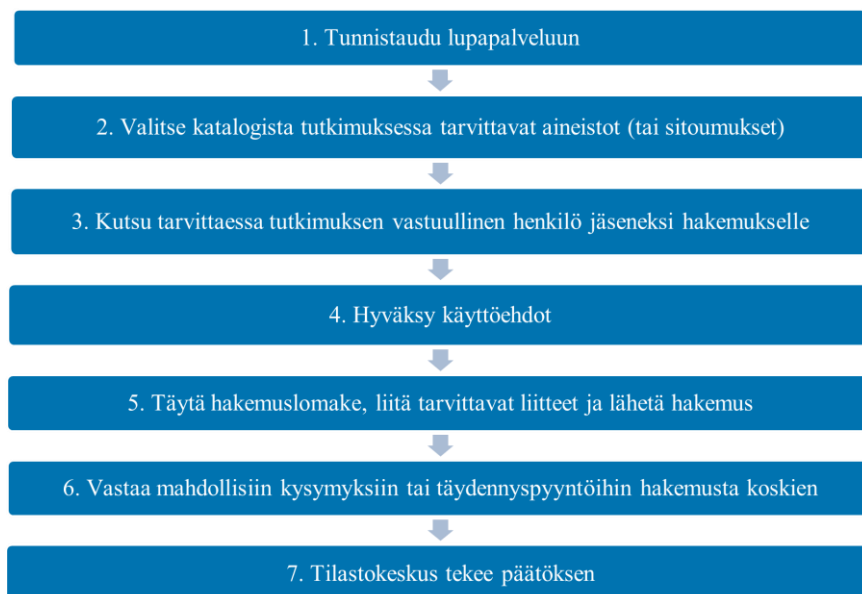 1. Tunnistaudu lupapalveluun
2. Valitse katalogista tutkimuksessa tarvittavat aineistot (tai sitoumukset)
3. Kutsu tarvittaessa tutkimuksen vastuullinen henkilö jäseneksi hakemukselle
4. Hyväksy käyttöehdot
5. Täytä hakemuslomake, liitä tarvittavat liitteet ja lähetä hakemus
6. Vastaa mahdollisiin kysymyksiin tai täydennyspyyntöihin hakemusta koskien
7. Tilastokeskus tekee päätöksen